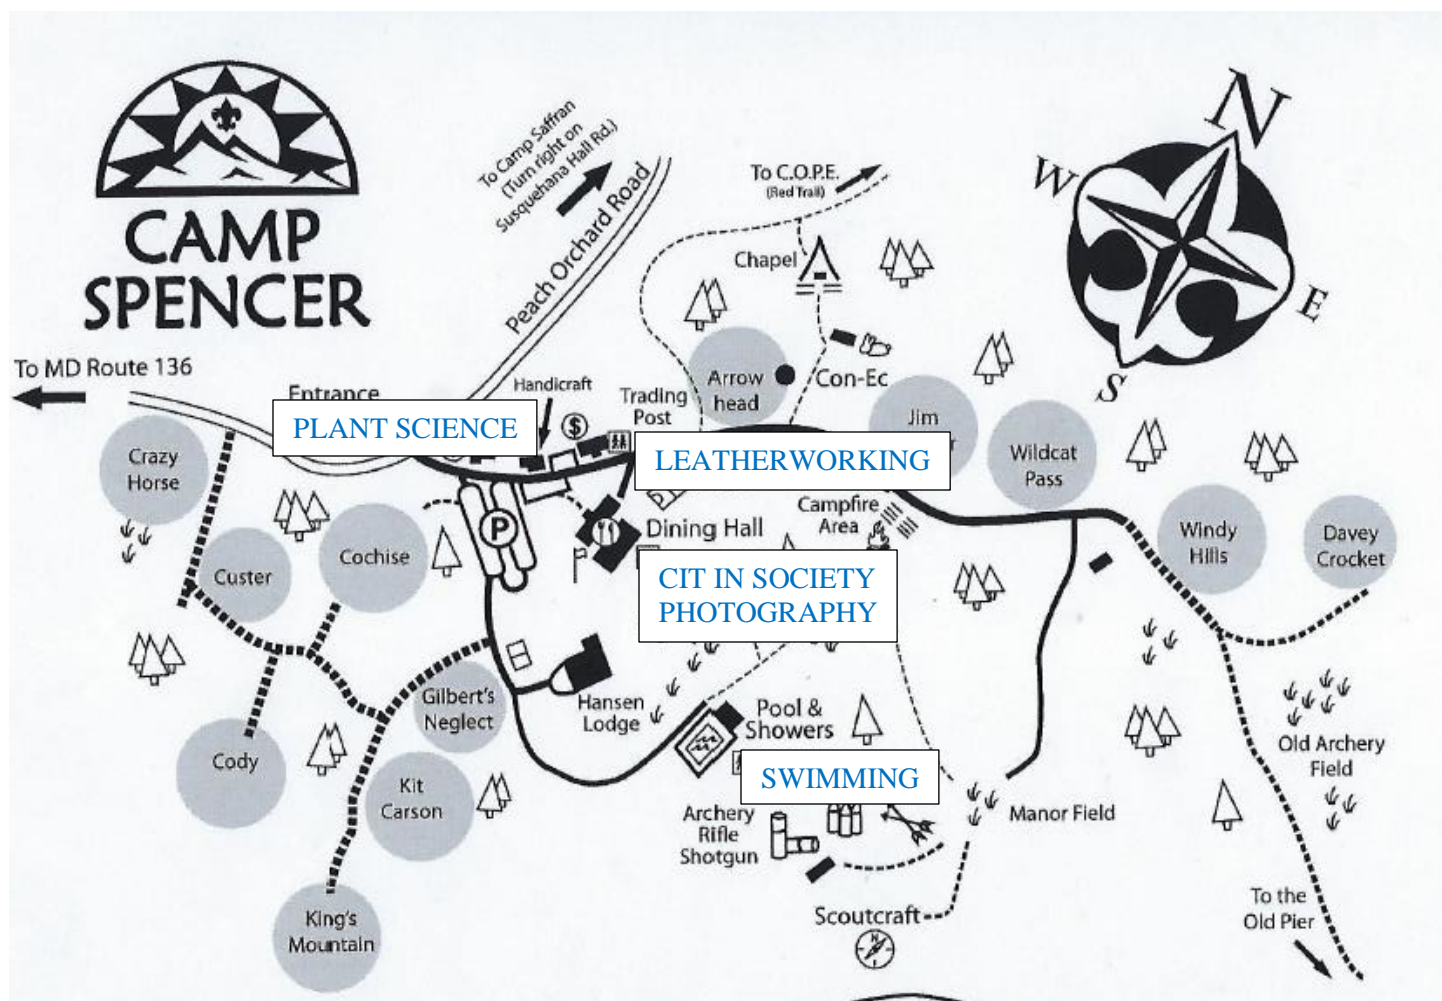 CAMP
SPENCER
To Camp Saffran
(Turn right on
Susquehana Hall Rd.)
Peach Orchard Road
To C.O.P.E.
(Red Trail)
N
W
E
S
Chapel
To MD Route 136
Entrance
Handicraft
Trading
Post
$
Arrow
head
Con-Ec
Jim
PLANT SCIENCE
LEATHERWORKING
Crazy
Horse
Wildcat
Pass
Campfire
Area
P
Dining Hall
Windy
Hills
Davey
Crocket
Custer
Cochise
CIT IN SOCIETY
PHOTOGRAPHY
Gilbert's
Neglect
Hansen
Lodge
Pool &
Showers
Cody
Kit
Carson
SWIMMING
Old Archery
Field
Archery
Rifle
Shotgun
Manor Field
King's
Mountain
Scoutcraft
N
To the
Old Pier